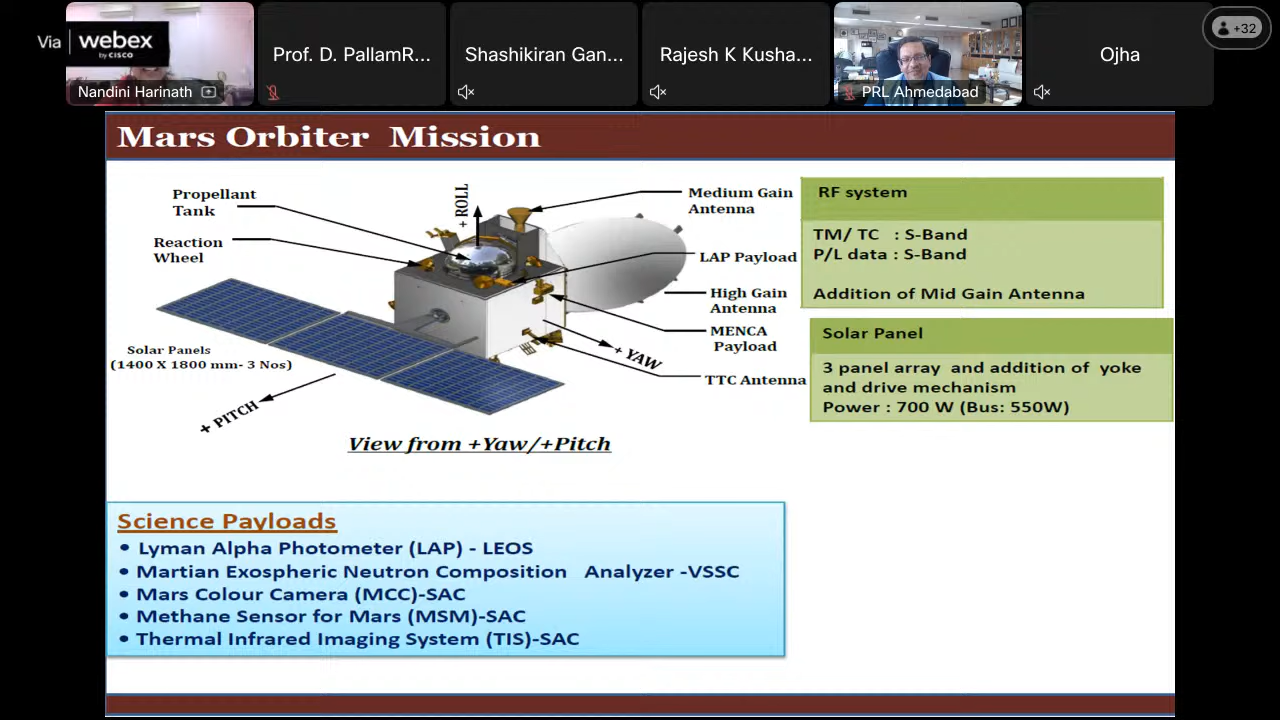 Via webex
by CISCO
Nandini Harinath
Prof. D. PallamR...
Shashikiran Gan...
Rajesh K Kusha...
PRL Ahmedabad
Ojha
+32
Mars Orbiter Mission
Propellant
Tank
Reaction
Wheel
+ ROLL
Medium Gain
Antenna
LAP Payload
High Gain
Antenna
MENCA
Payload
TTC Antenna
+ YAW
Solar Panels
(1400 X 1800 mm- 3 Nos)
+ PITCH
View from +Yaw/+Pitch
RF system
TM/ TC : S-Band
P/L data : S-Band
Addition of Mid Gain Antenna
Solar Panel
3 panel array and addition of yoke
and drive mechanism
Power : 700 W (Bus: 550W)
Science Payloads
• Lyman Alpha Photometer (LAP) - LEOS
• Martian Exospheric Neutron Composition Analyzer -VSSC
• Mars Colour Camera (MCC)-SAC
• Methane Sensor for Mars (MSM)-SAC
• Thermal Infrared Imaging System (TIS)-SAC